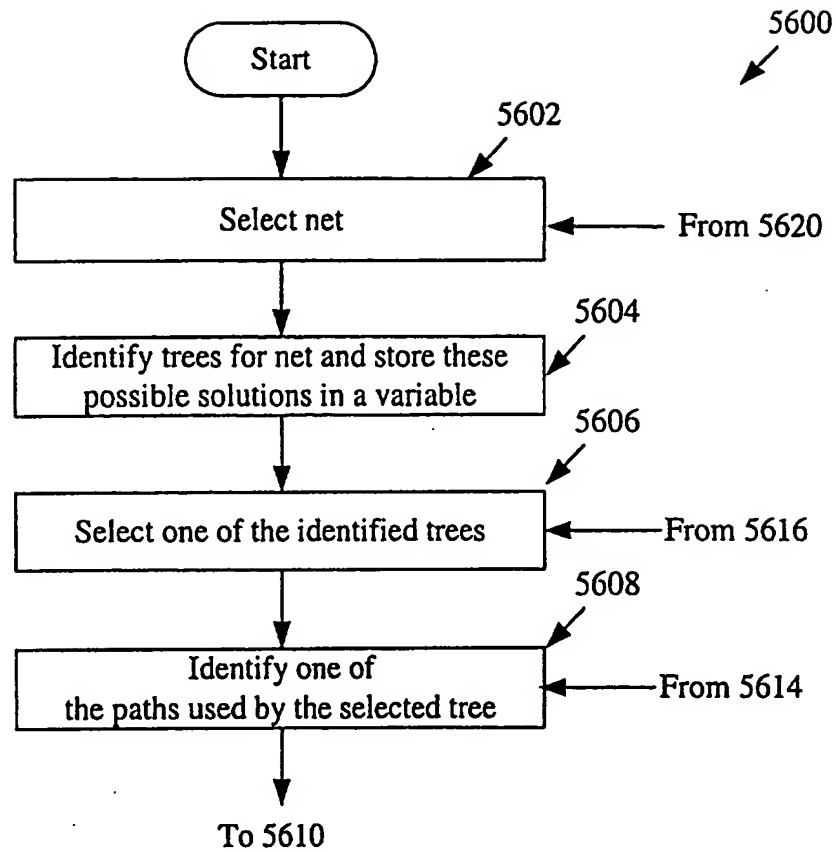 5600
Start
5602
Select net
From 5620
5604
Identify trees for net and store these
possible solutions in a variable
5606
Select one of the identified trees
From 5616
5608
Identify one of
the paths used by the selected tree
From 5614
To 5610